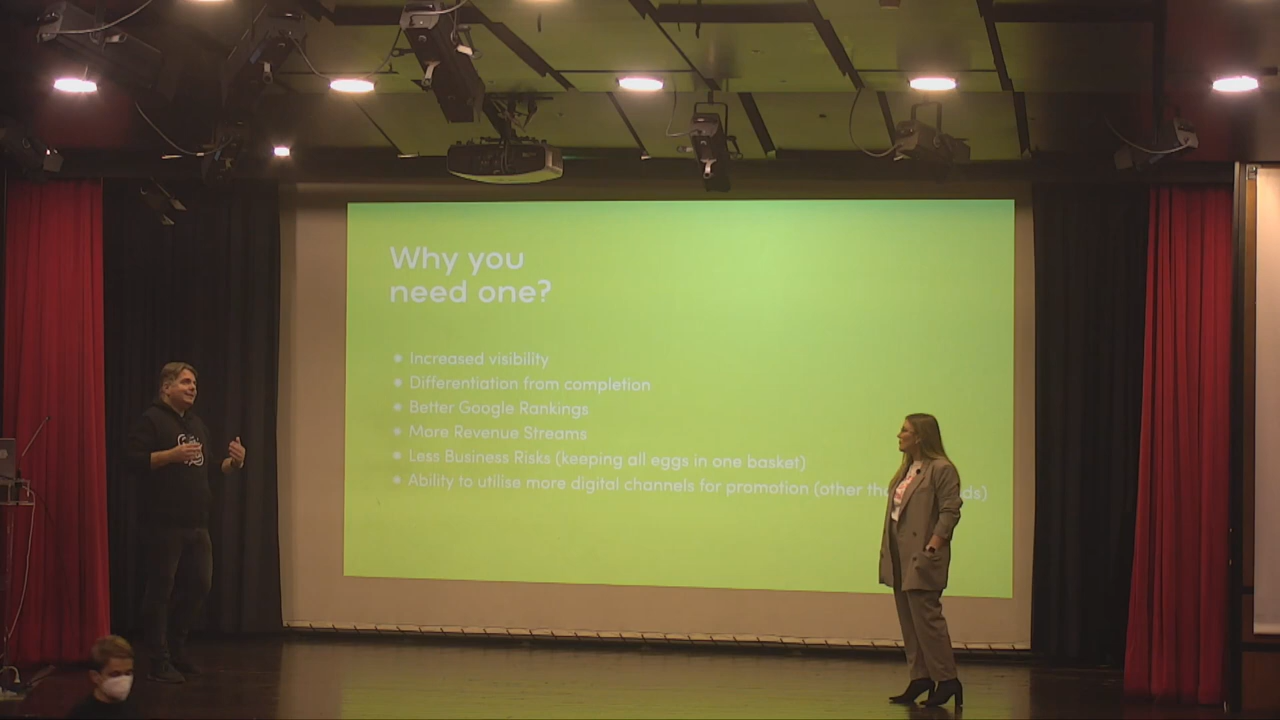 Why you
need one?
Increased visibility
Differentiation from completion
Better Google Rankings
More Revenue Streams
Less Business Risks (keeping all eggs in one basket)
Ability to utilise more digital channels for promotion (other